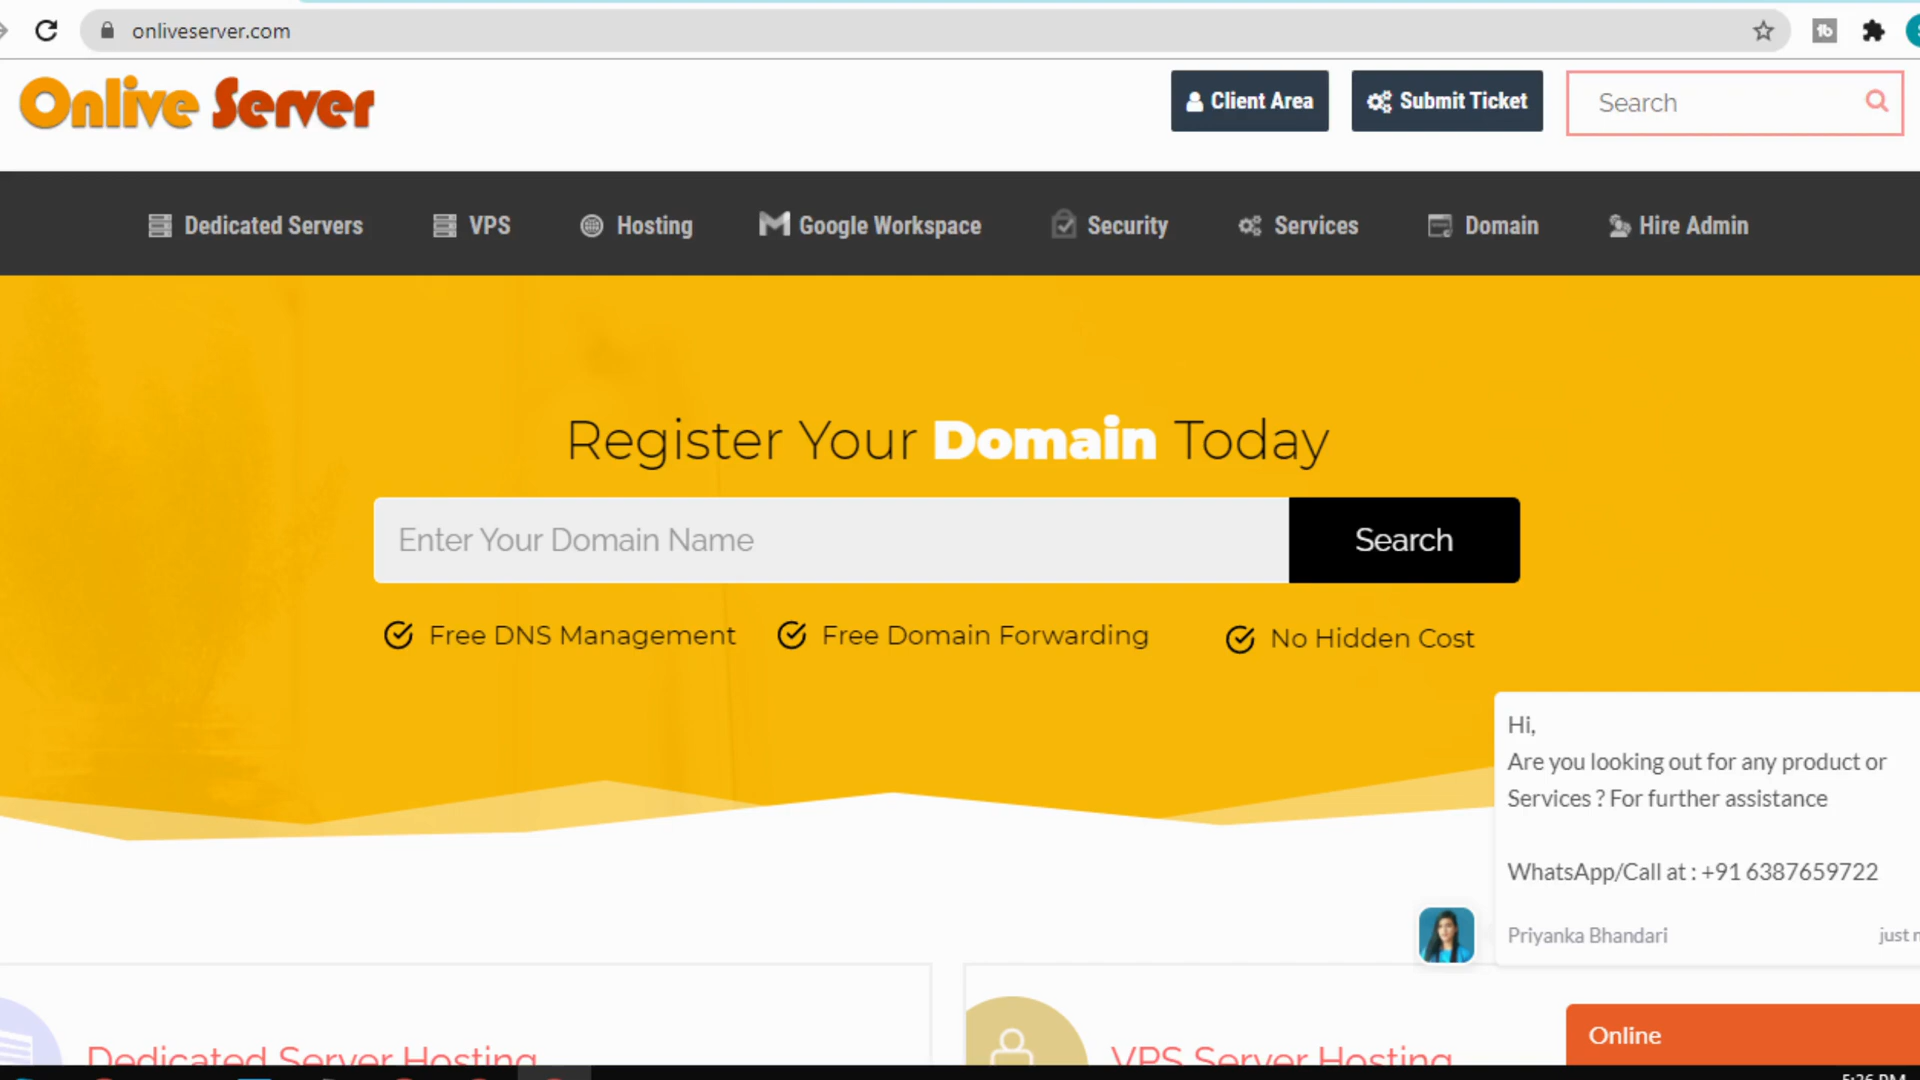 onliveserver.com
Onlive Server
Client Area
Submit Ticket
Search
Dedicated Servers
VPS
Hosting
Google Workspace
Security
Services
Domain
Hire Admin
Register Your Domain Today
Enter Your Domain Name
Search
Free DNS Management
Free Domain Forwarding
No Hidden Cost
Hi,
Are you looking out for any product or
Services ? For further assistance
WhatsApp/Call at : +91 6387659722
Priyanka Bhandari
just
Dedicated Server Hosting
VPS Server Hosting
Online